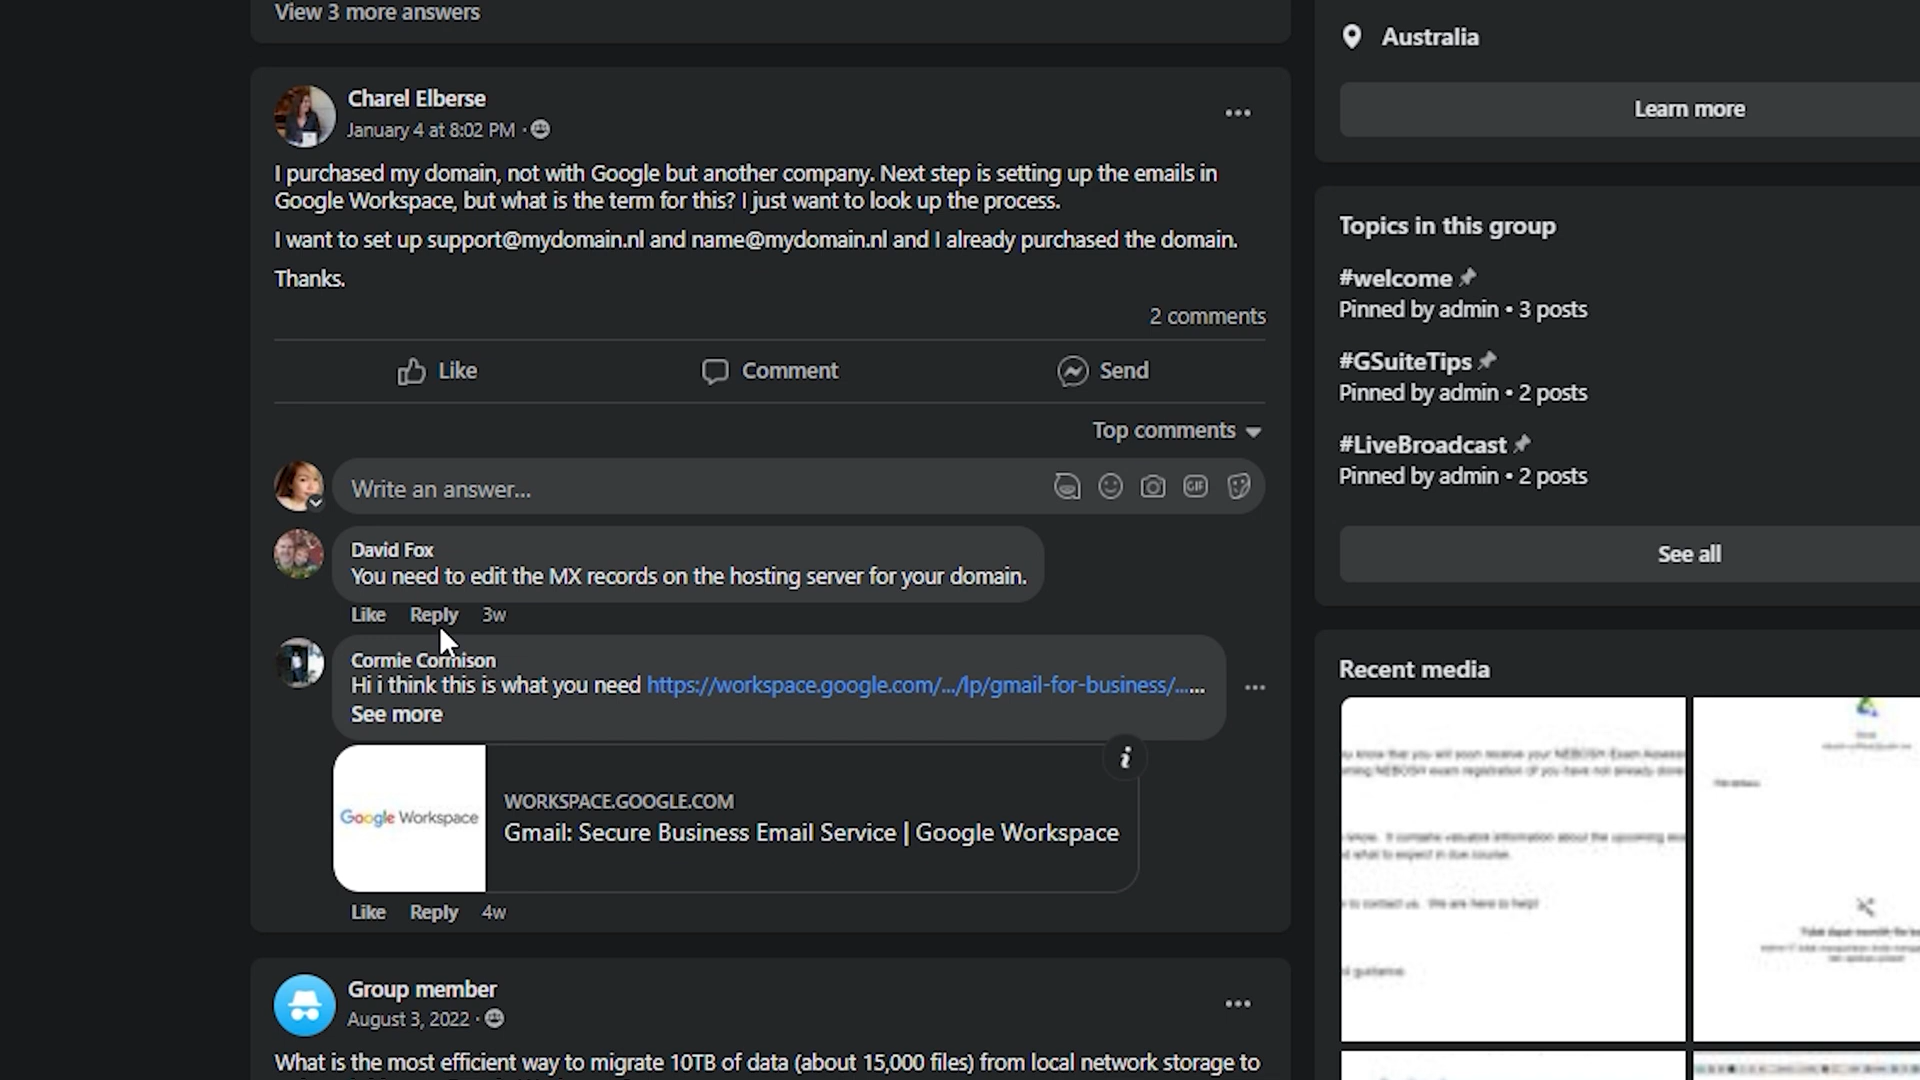 View 3 more answers
Charel Elberse
January 4 at 8:02 PM ·
I purchased my domain, not with Google but another company. Next step is setting up the emails in
Google Workspace, but what is the term for this? I just want to look up the process.
I want to set up support@mydomain.nl and name@mydomain.nl and I already purchased the domain.
Thanks.
2 comments
Like
Comment
Send
Top comments
Write an answer...
GIF
David Fox
You need to edit the MX records on the hosting server for your domain.
Like Reply 3w
Cormie Cormison
Hi i think this is what you need https://workspace.google.com/.../lp/gmail-for-business/......
See more
Google Workspace
WORKSPACE.GOOGLE.COM
Gmail: Secure Business Email Service | Google Workspace
Like Reply 4w
Group member
August 3, 2022 ·
What is the most efficient way to migrate 10TB of data (about 15,000 files) from local network storage to
Australia
Learn more
Topics in this group
#welcome
Pinned by admin • 3 posts
#GSuiteTips
Pinned by admin • 2 posts
#LiveBroadcast
Pinned by admin • 2 posts
See all
Recent media